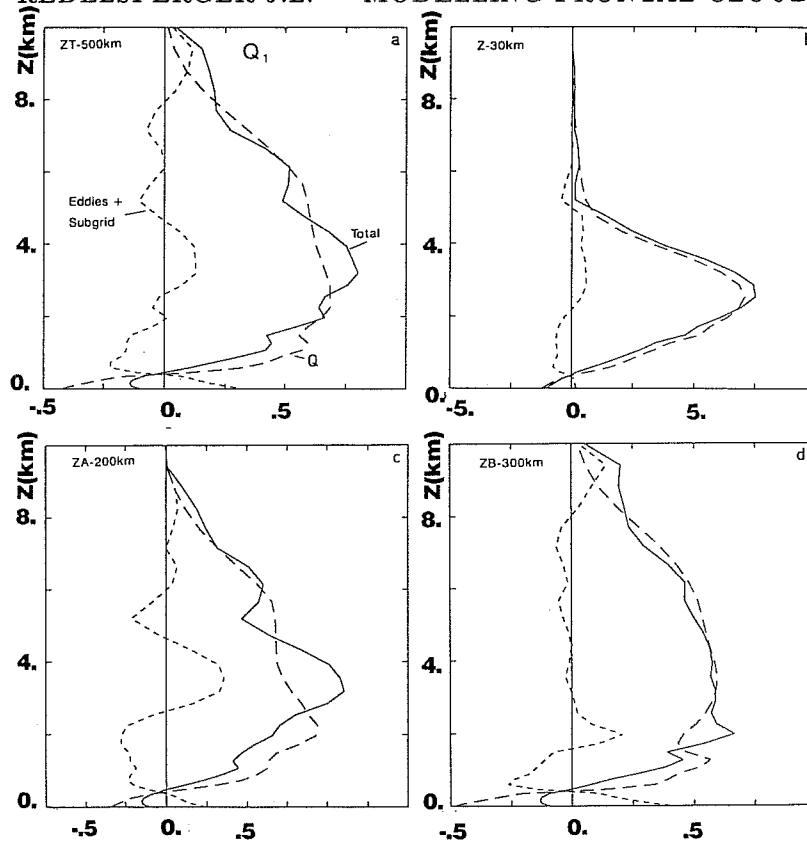 MODELLING FRONTAL
Z(km)
ZT-500km
Q1
a
8.
Eddies +
Subgrid
Total
4.
Q
0.
-.5
0.
.5
Z(km)
Z-30km
8.
4.
0.
-5.
0.
5.
Z(km)
ZA-200km
c
8.
4.
0.
-.5
0.
.5
Z(km)
ZB-300km
d
8.
4.
0.
-.5
0.
.5